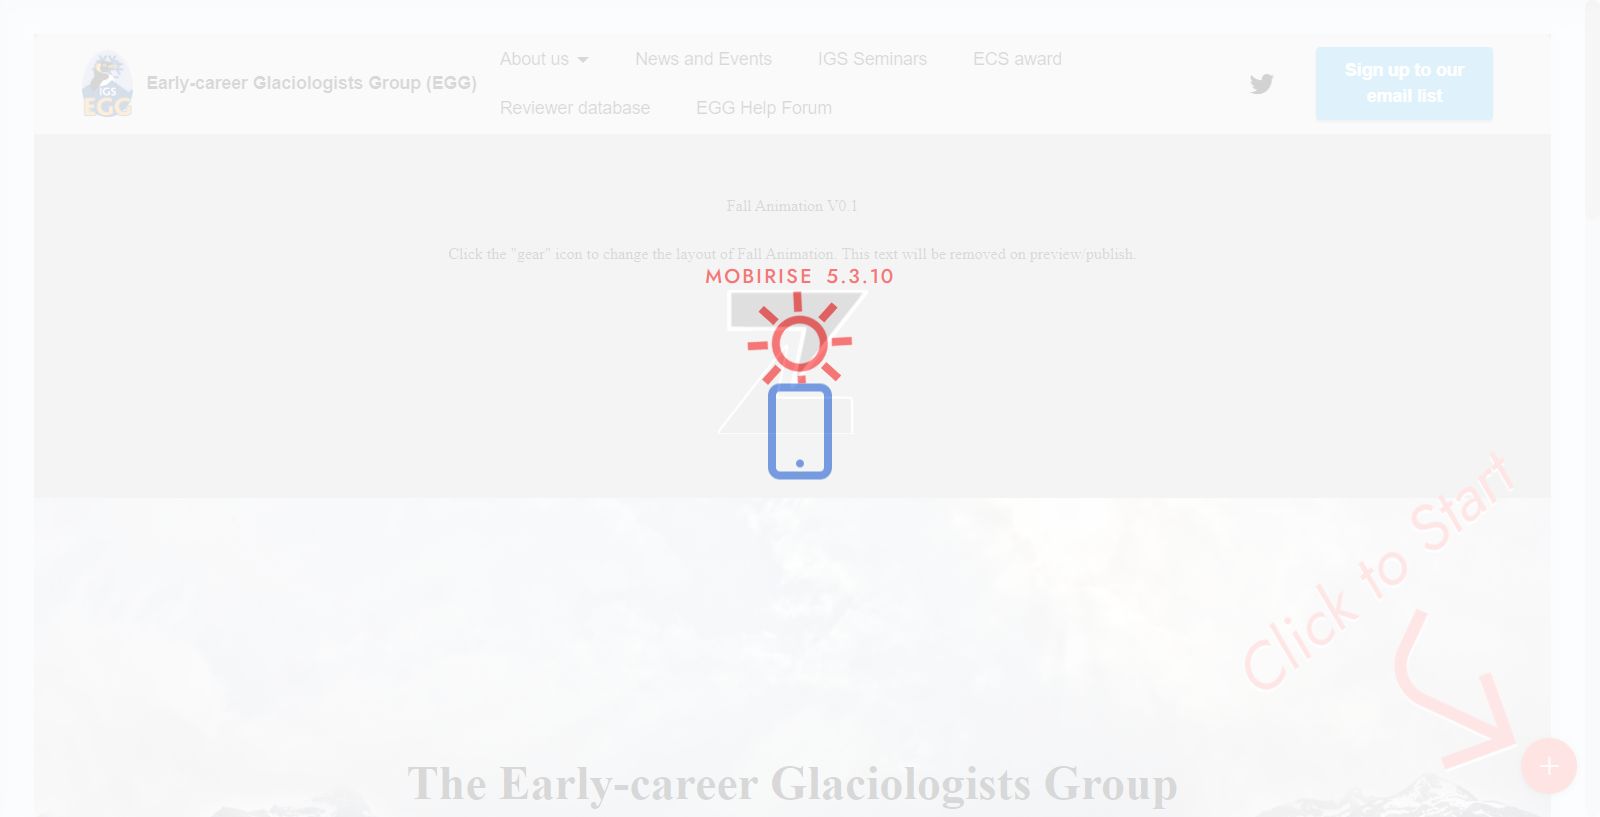 IGS
EGG
Early-career Glaciologists Group (EGG)
About us
News and Events
IGS Seminars
ECS award
Reviewer database
EGG Help Forum
Sign up to our
email list
Fall Animation V0.1
Click the "gear" icon to change the layout of Fall Animation. This text will be removed on preview/publish.
MOBIRISE 5.3.10
Click to Start
The Early-career Glaciologists Group